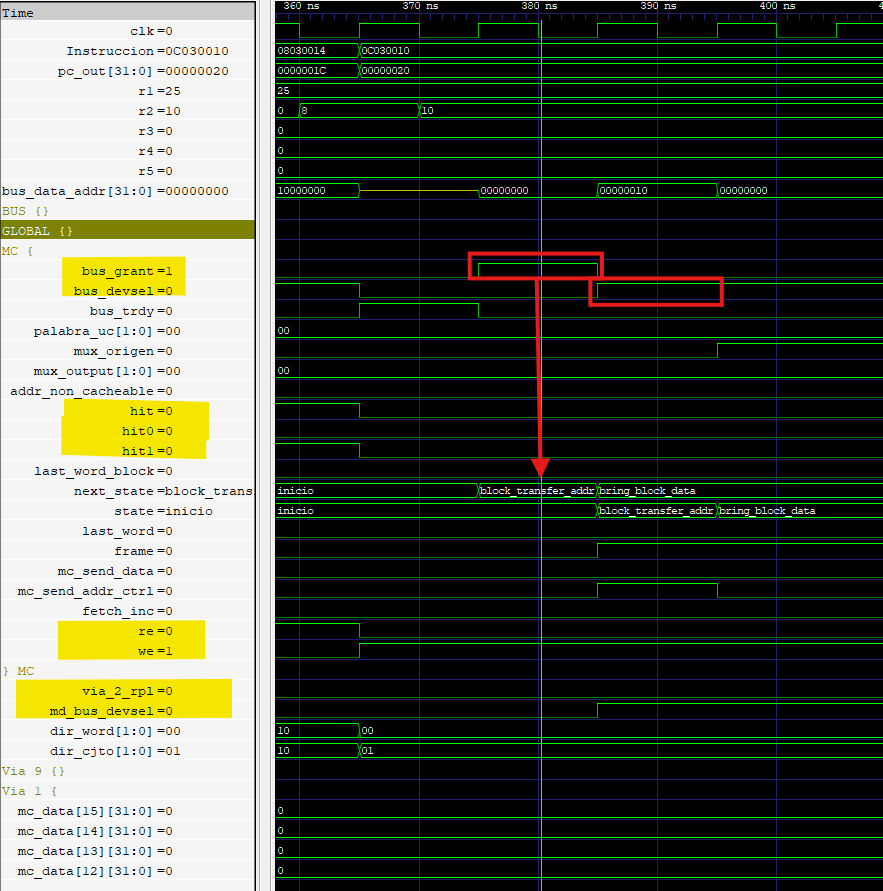 Time 360 ns 370 ns 380 ns 390 ns 400 ns 4
clk=0
Instruccion=0C030010 08030014 0C030010
pc_out[31:0]=00000020 0000001C 00000020
r1=25 25
r2=10 0 8 10
r3=0 0
r4=0 0
r5=0 0
bus_data_addr[31:0]=00000000 10000000 00000000 00000010 00000000
BUS {}
GLOBAL {}
MC {
bus_grant=1
bus_devsel=0
bus_trdy=0
palabra_uc[1:0]=00 00
mux_origen=0
mux_output[1:0]=00 00
addr_non_cacheable=0
hit=0
hit0=0
hit1=0
last_word_block=0
next_state=block_trans inicio block_transfer_addr bring_block_data
state=inicio inicio block_transfer_addr bring_block_data
last_word=0
frame=0
mc_send_data=0
mc_send_addr_ctrl=0
fetch_inc=0
re=0
we=1
} MC
via_2_rpl=0
md_bus_devsel=0
dir_word[1:0]=00 10 00
dir_cjto[1:0]=01 10 01
Via 9 {}
Via 1 {
mc_data[15][31:0]=0 0
mc_data[14][31:0]=0 0
mc_data[13][31:0]=0 0
mc_data[12][31:0]=0 0